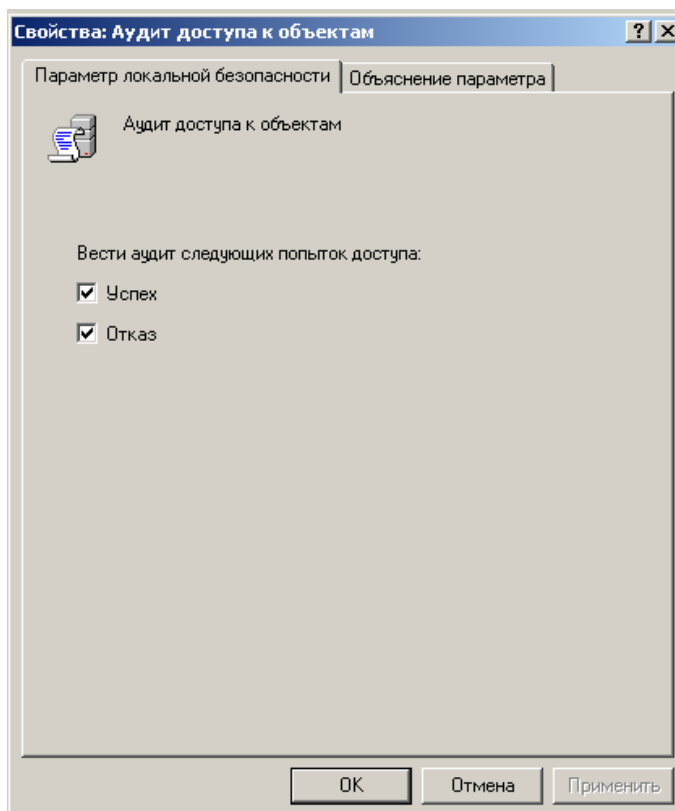 Свойства: Аудит доступа к объектам
Параметр локальной безопасности Объяснение параметра
Аудит доступа к объектам
Вести аудит следующих попыток доступа:
Успех
Отказ
OK Отмена Применить